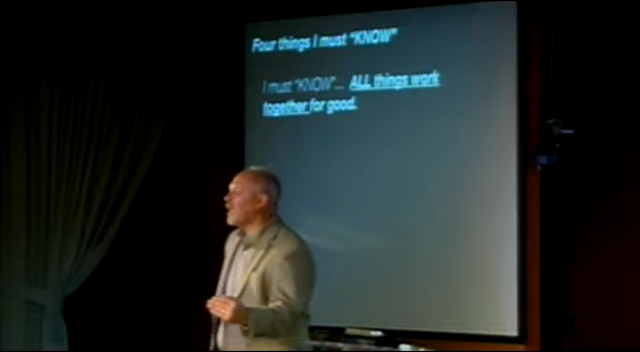 Four things I must "KNOW"
I must "KNOW"... ALL things work
together for good.